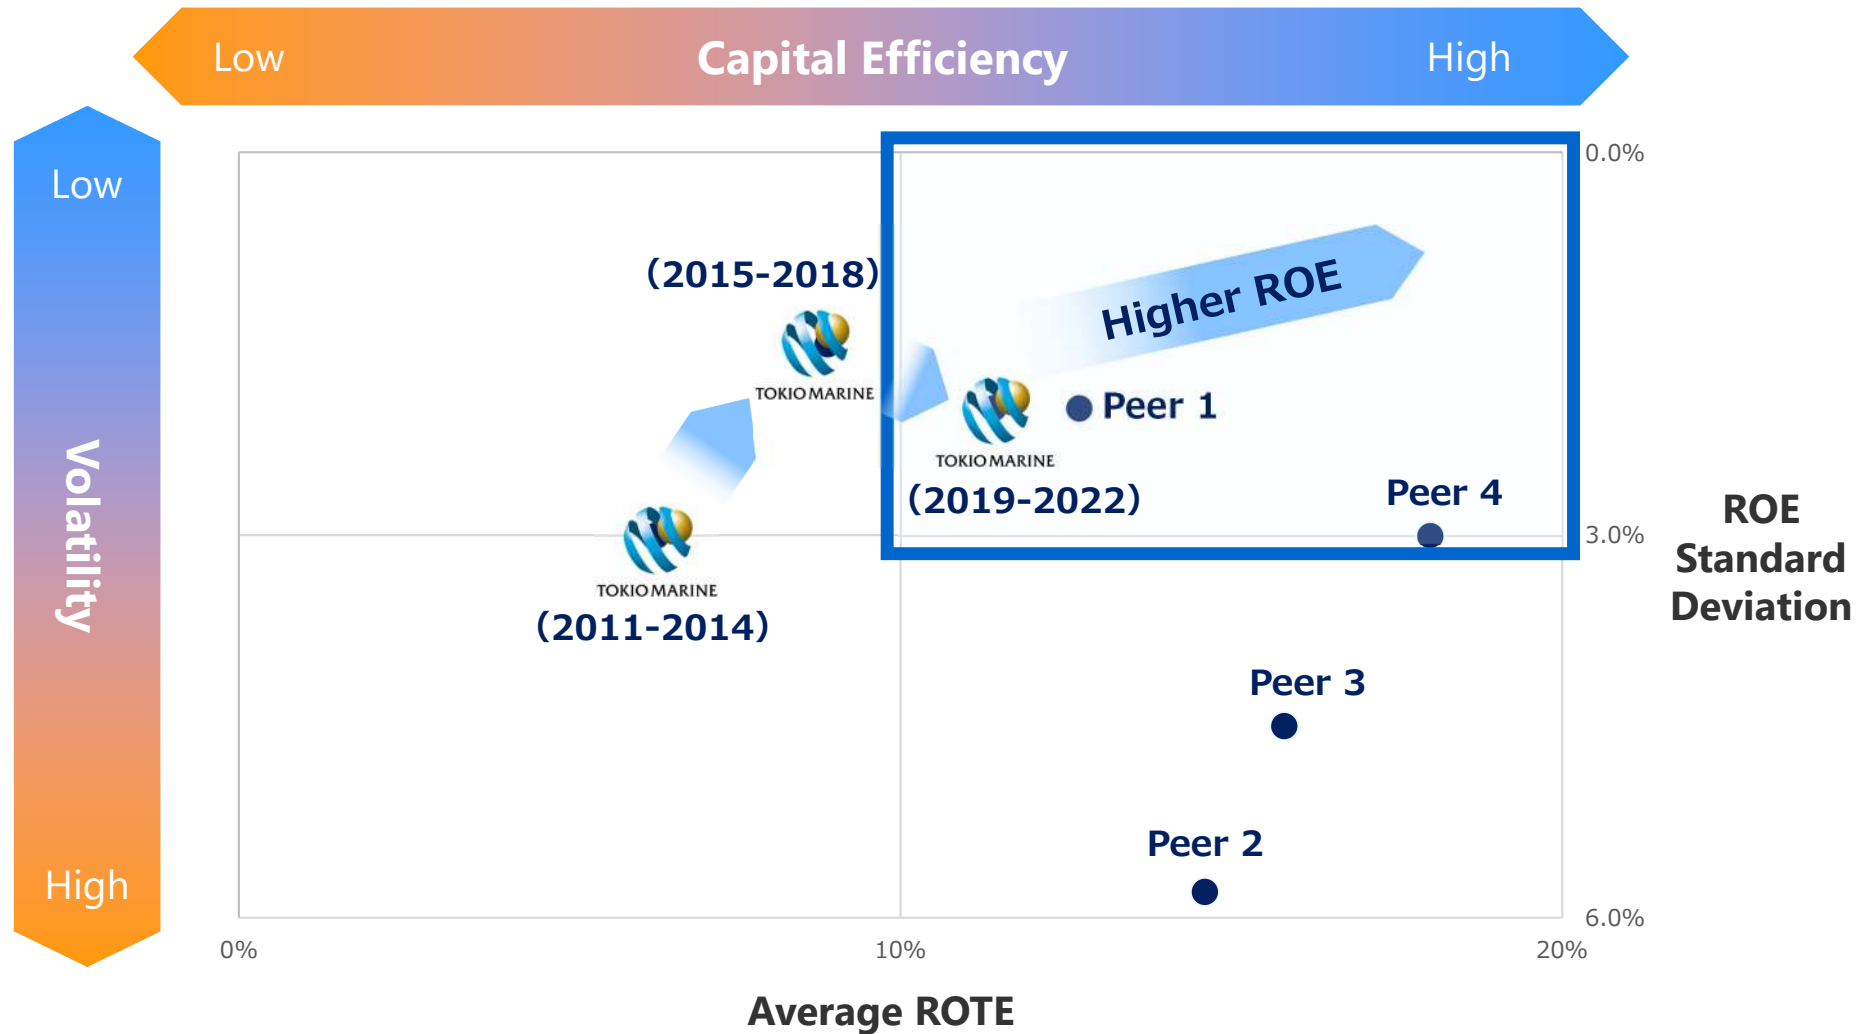 Low
Capital Efficiency
High
Low
Volatility
High
0.0%
(2015-2018)
TOKIO MARINE
Higher ROE
Peer 1
TOKIO MARINE
(2019-2022)
Peer 4
3.0%
ROE
Standard
Deviation
TOKIO MARINE
(2011-2014)
Peer 3
Peer 2
6.0%
0%
10%
20%
Average ROTE